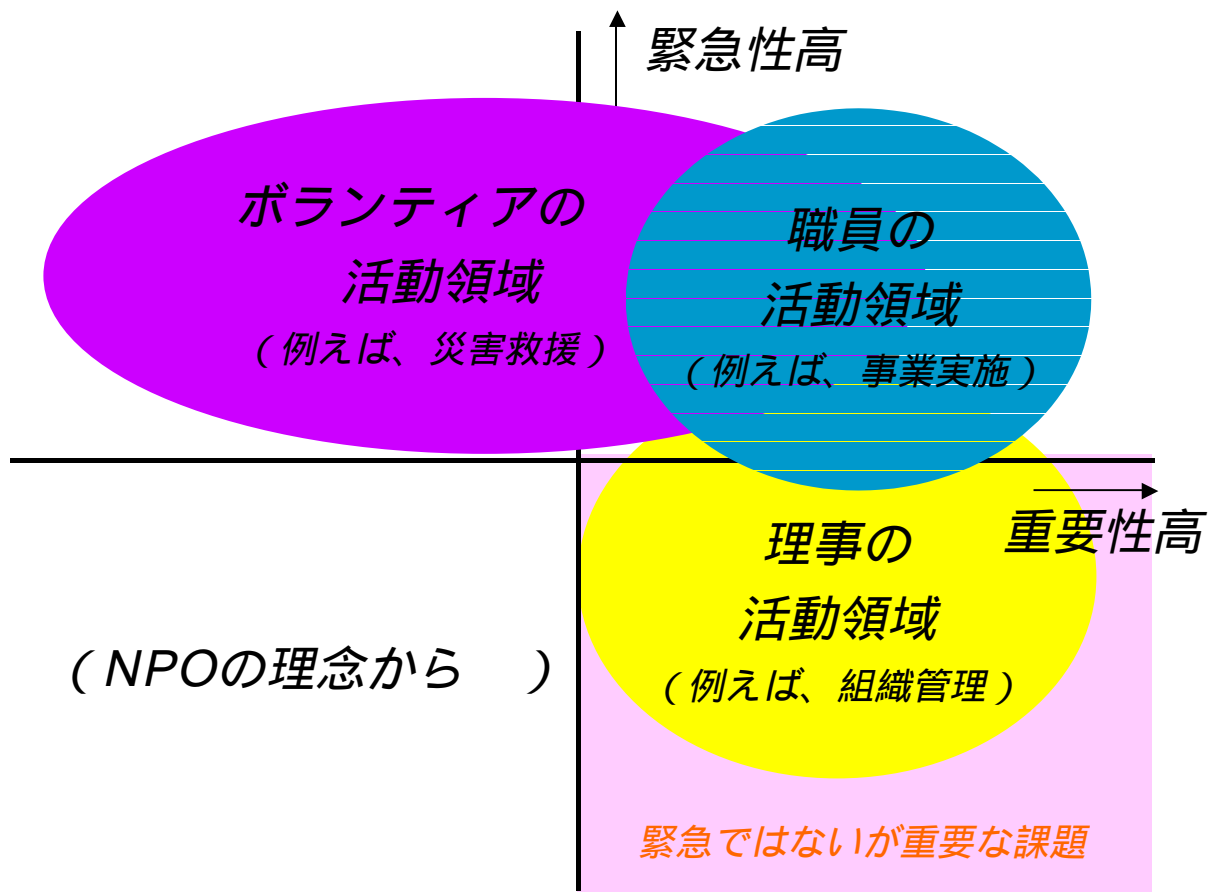 緊急性高
ボランティアの
活動領域
（例えば、災害救援）
職員の
活動領域
（例えば、事業実施）
重要性高
理事の
活動領域
（例えば、組織管理）
（NPOの理念から　）
緊急ではないが重要な課題